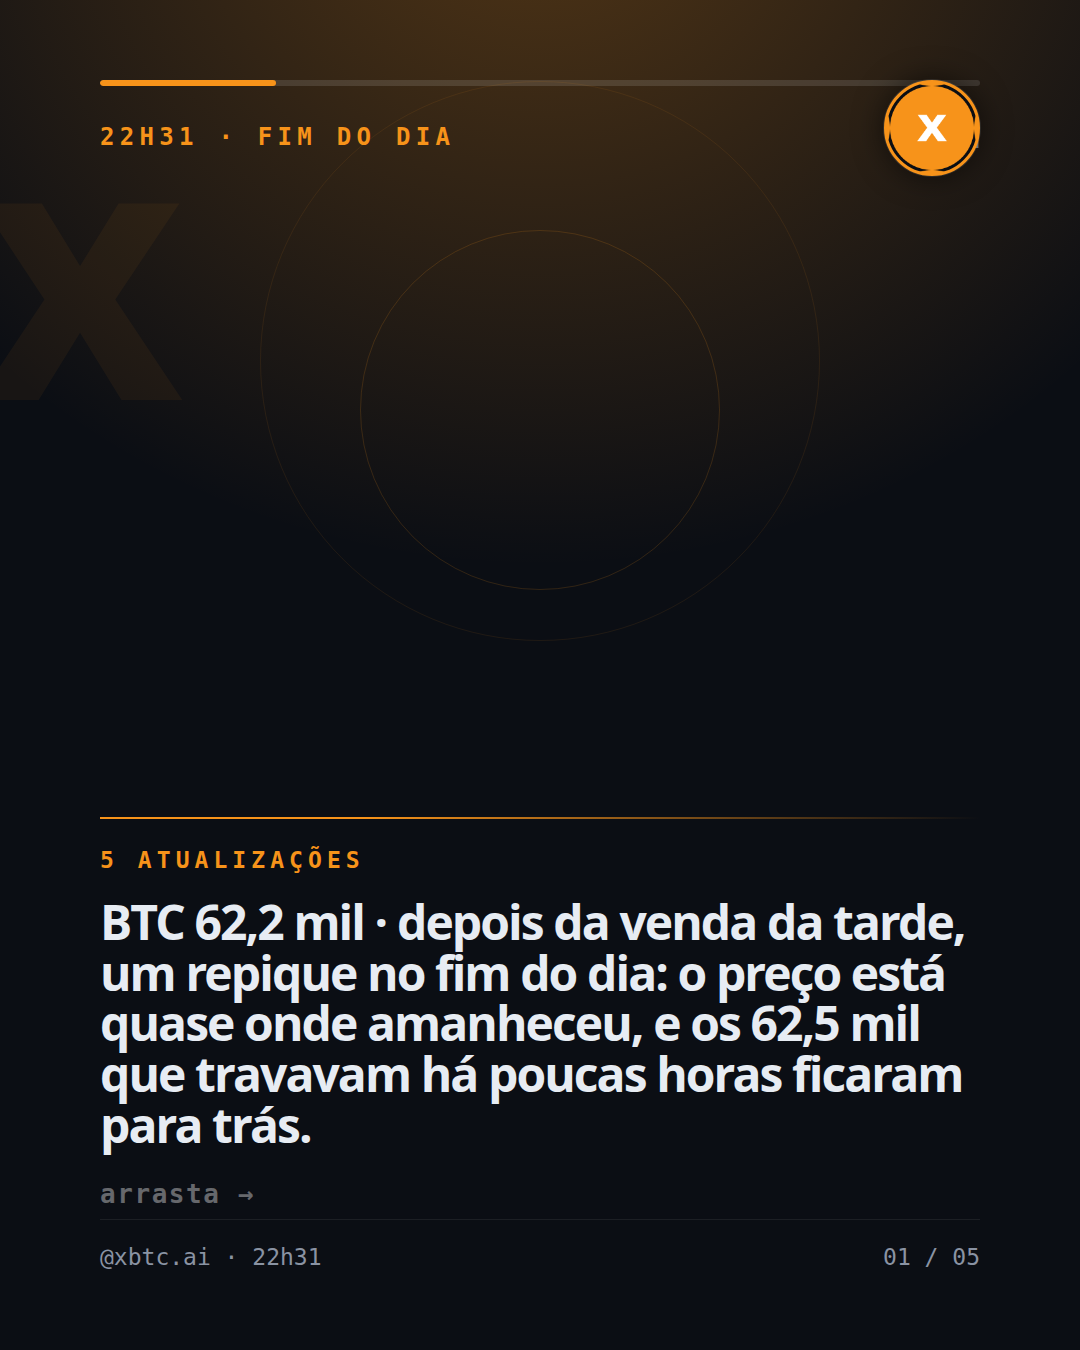 22H31 · FIM DO DIA
X
X
5 ATUALIZAÇÕES
BTC 62,2 mil · depois da venda da tarde,
um repique no fim do dia: o preço está
quase onde amanheceu, e os 62,5 mil
que travavam há poucas horas ficaram
para trás.
arrasta →
@xbtc.ai · 22h31
01 / 05